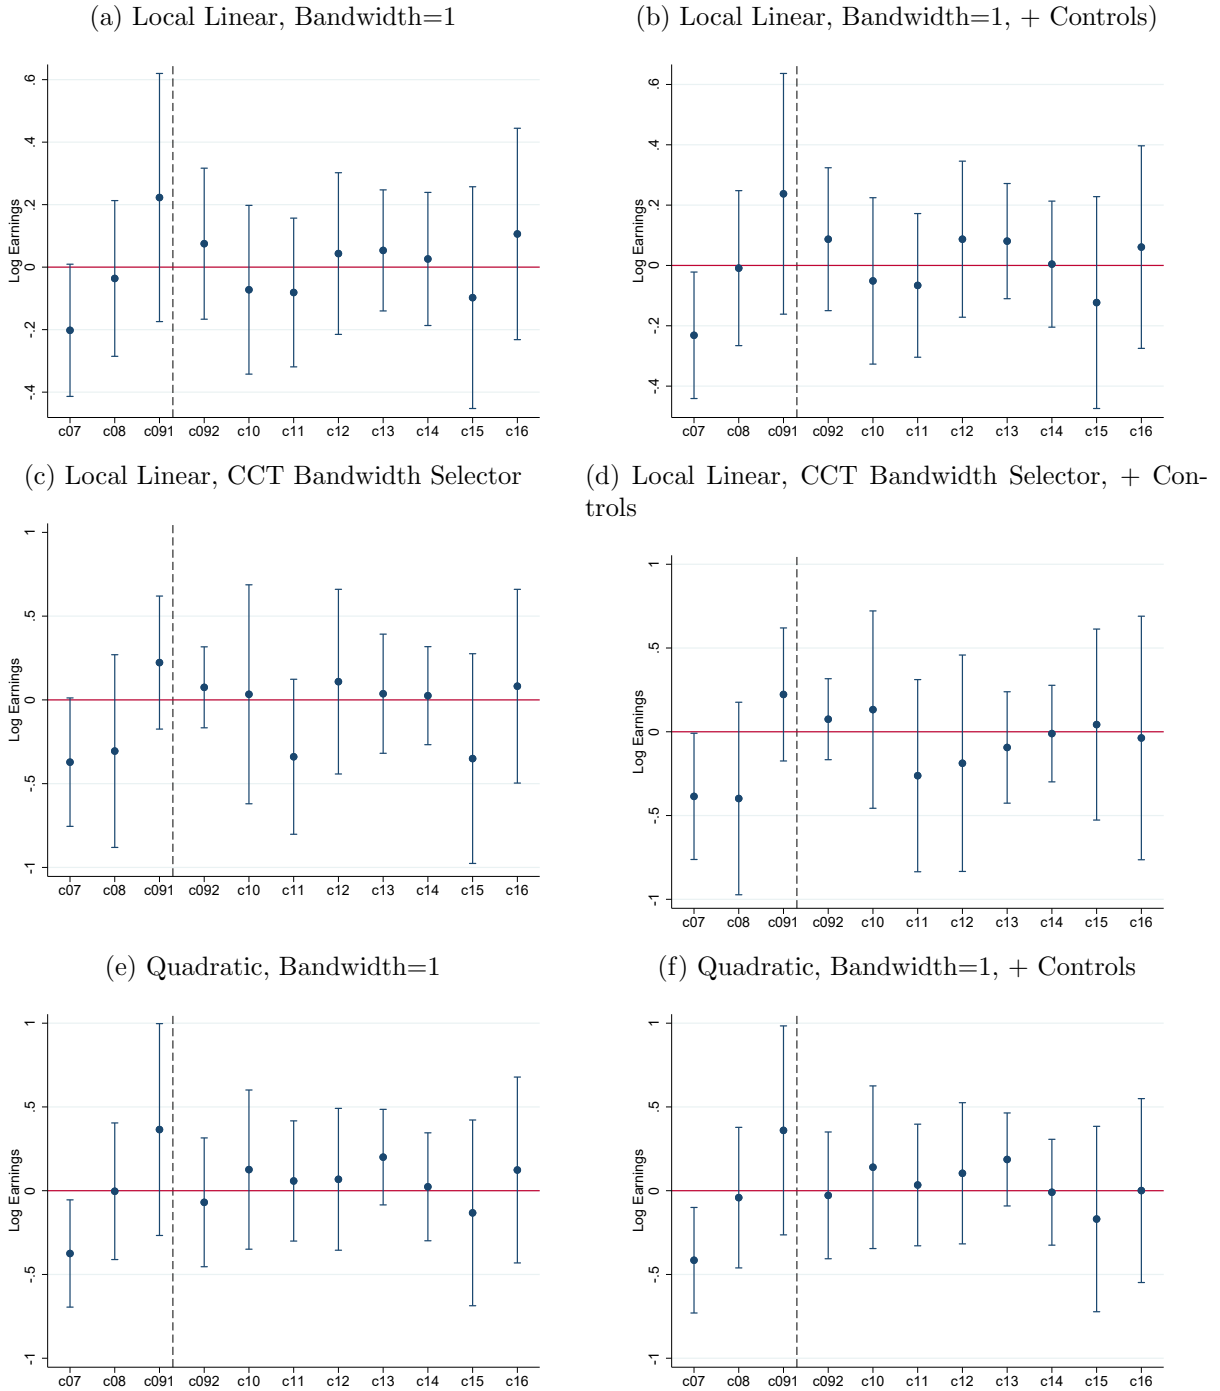 (a) Local Linear, Bandwidth=1
Log Earnings
.6
.4
.2
0
-.2
-.4
c07 c08 c091 c092 c10 c11 c12 c13 c14 c15 c16
(b) Local Linear, Bandwidth=1, + Controls)
Log Earnings
.6
.4
.2
0
-.2
-.4
c07 c08 c091 c092 c10 c11 c12 c13 c14 c15 c16
(c) Local Linear, CCT Bandwidth Selector
Log Earnings
1
.5
0
-.5
-1
c07 c08 c091 c092 c10 c11 c12 c13 c14 c15 c16
(d) Local Linear, CCT Bandwidth Selector, + Con-
trols
Log Earnings
1
.5
0
-.5
-1
c07 c08 c091 c092 c10 c11 c12 c13 c14 c15 c16
(e) Quadratic, Bandwidth=1
Log Earnings
1
.5
0
-.5
-1
c07 c08 c091 c092 c10 c11 c12 c13 c14 c15 c16
(f) Quadratic, Bandwidth=1, + Controls
Log Earnings
1
.5
0
-.5
-1
c07 c08 c091 c092 c10 c11 c12 c13 c14 c15 c16